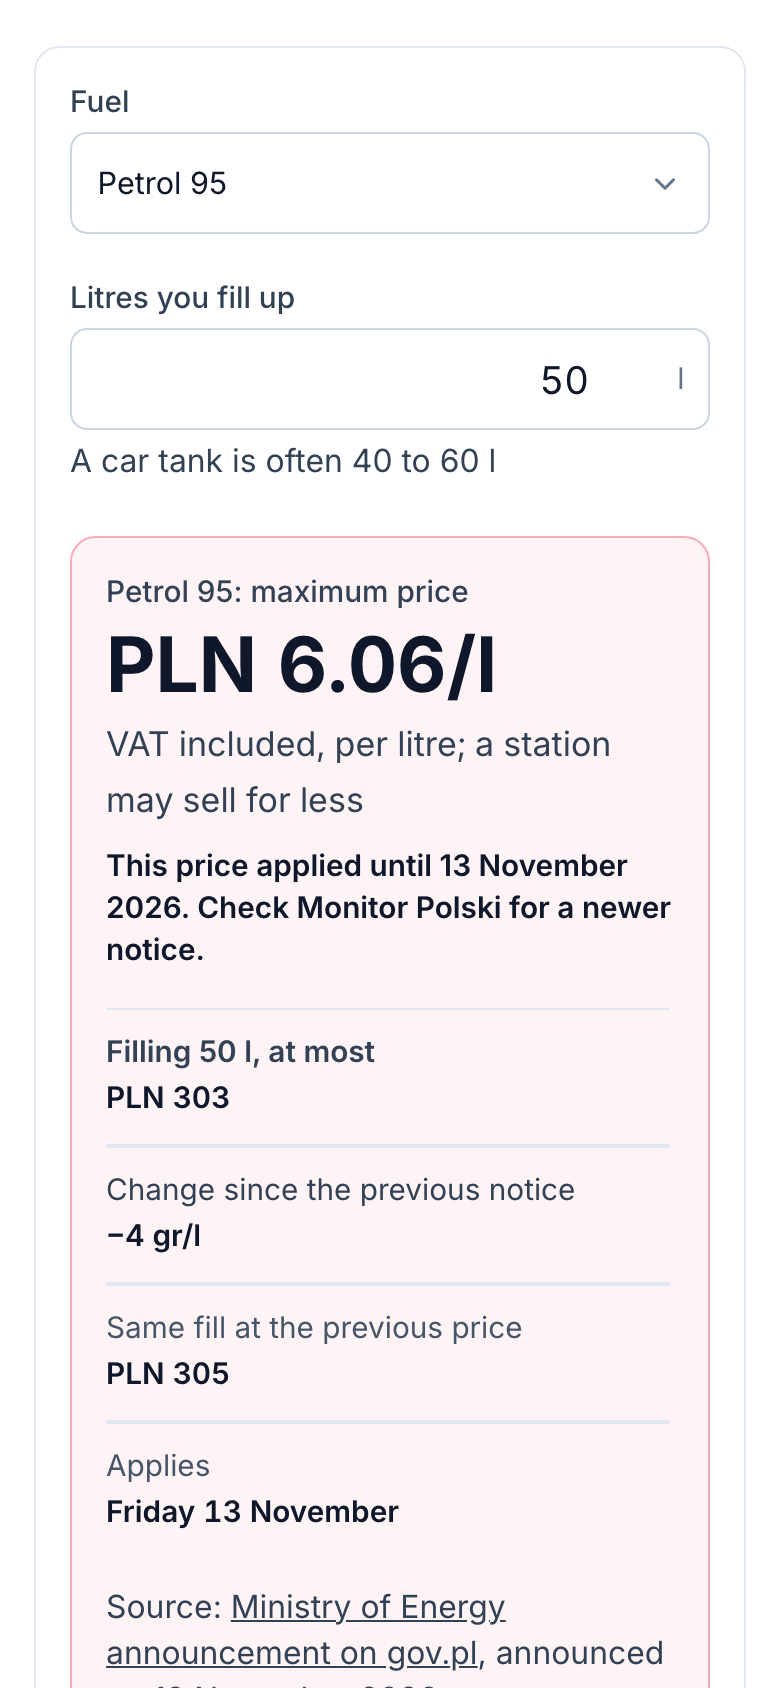 Fuel
Petrol 95
Litres you fill up
50 l
A car tank is often 40 to 60 l
Petrol 95: maximum price
PLN 6.06/l
VAT included, per litre; a station
may sell for less
This price applied until 13 November
2026. Check Monitor Polski for a newer
notice.
Filling 50 l, at most
PLN 303
Change since the previous notice
−4 gr/l
Same fill at the previous price
PLN 305
Applies
Friday 13 November
Source: Ministry of Energy
announcement on gov.pl, announced